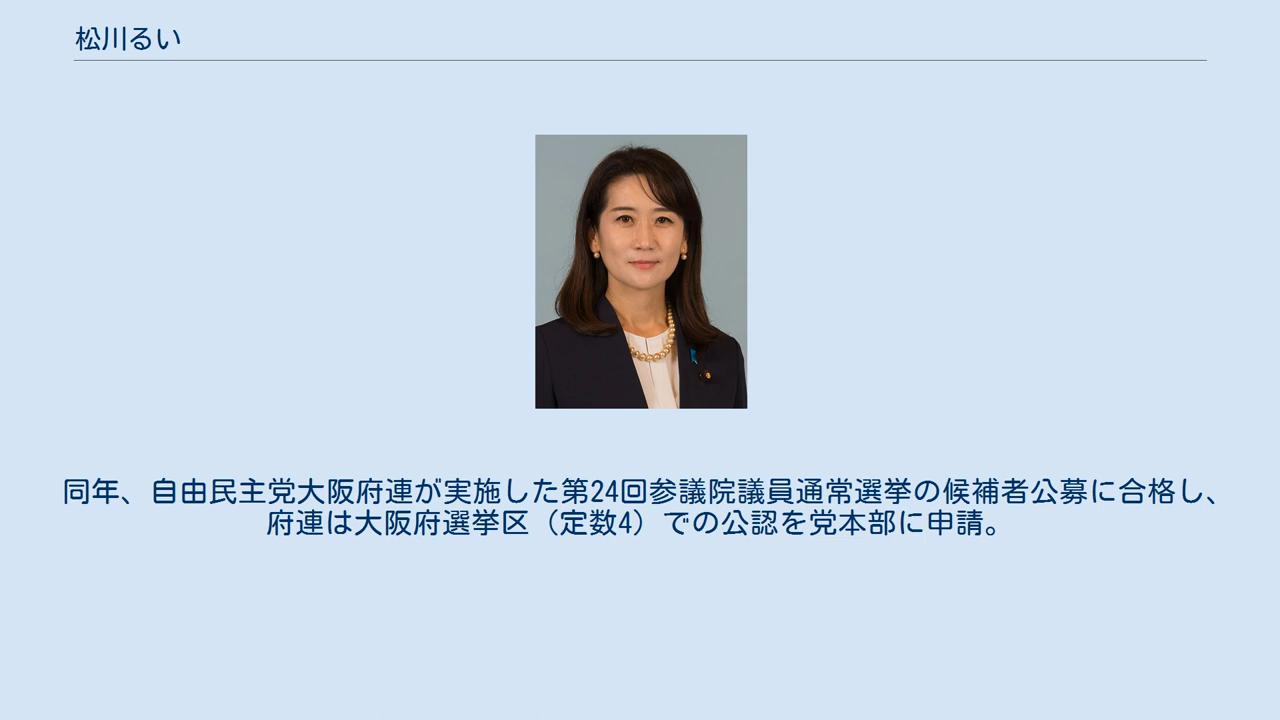 松川るい
同年、自由民主党大阪府連が実施した第24回参議院議員通常選挙の候補者公募に合格し、
府連は大阪府選挙区（定数4）での公認を党本部に申請。